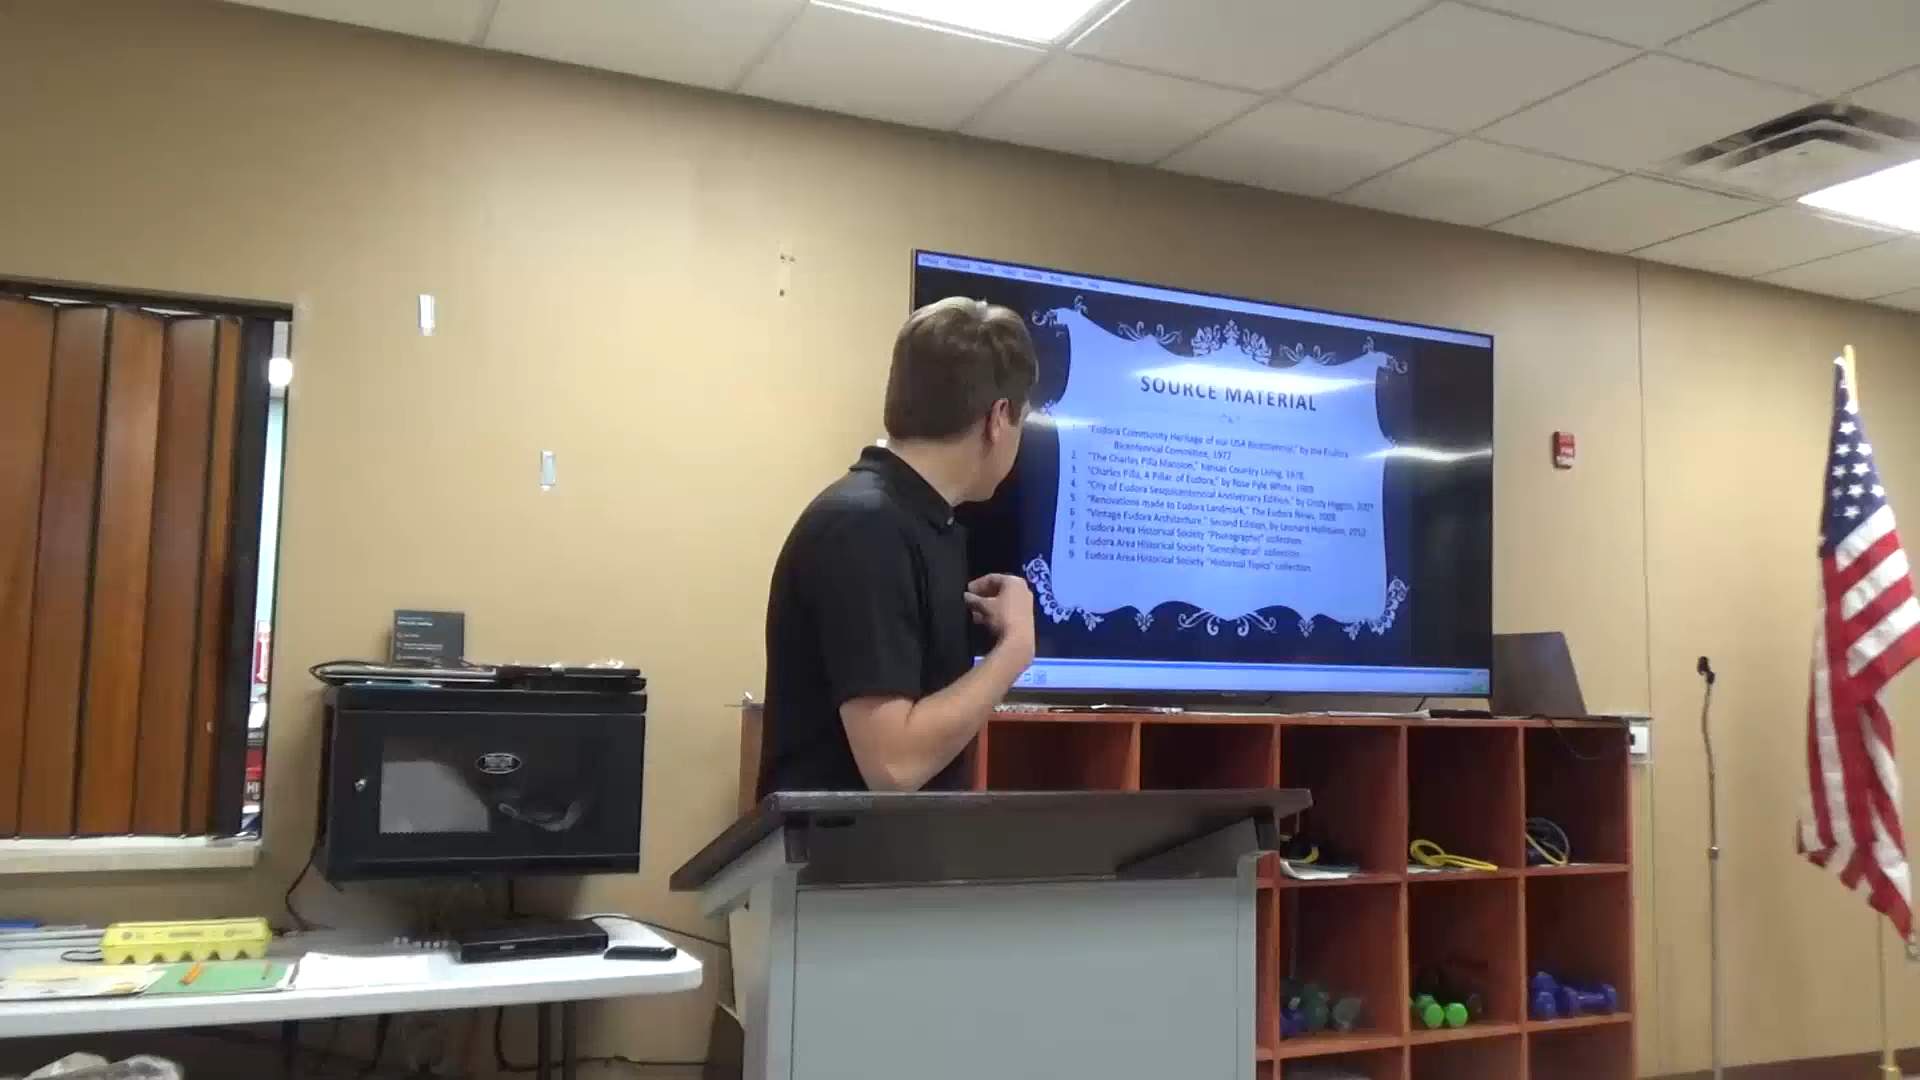 SOURCE MATERIAL
1. "Eudora Community Heritage of our USA Bicentennial," by the Eudora
Bicentennial Committee, 1977
2. "The Charles Pilla Mansion," Kansas Country Living, 1978
3. "Charles Pilla, A Pillar of Eudora," by Rose Pyle White, 1989
4. "City of Eudora Sesquicentennial Anniversary Edition," by Cindy Higgins, 2007
5. "Renovations made to Eudora Landmark," The Eudora News, 2008
6. "Vintage Eudora Architecture," Second Edition, by Leonard Hollmann, 2012
7. Eudora Area Historical Society "Photographs" collection
8. Eudora Area Historical Society "Genealogical" collection
9. Eudora Area Historical Society "Historical Topics" collection